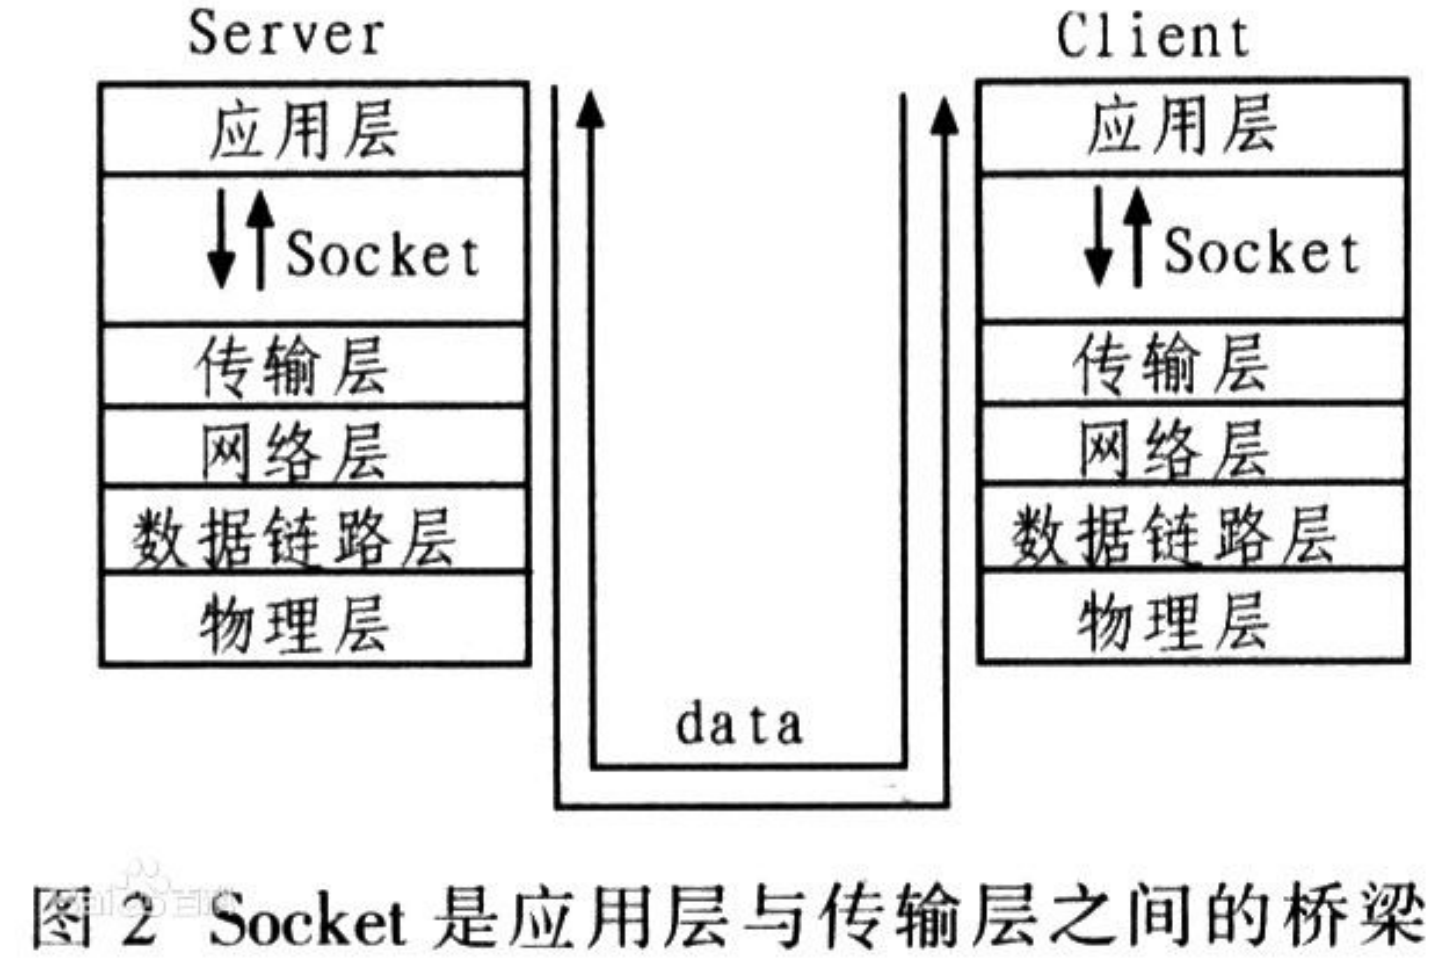 Server
应用层
Socket
传输层
网络层
数据链路层
物理层
Client
应用层
Socket
传输层
网络层
数据链路层
物理层
data
图 2 Socket 是应用层与传输层之间的桥梁